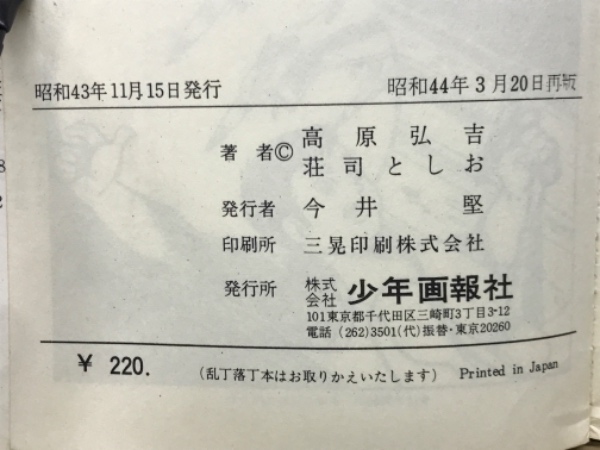 昭和43年11月15日発行
昭和44年3月20日再版
著者© 高原弘吉
荘司としお
発行者 今井堅
印刷所 三晃印刷株式会社
発行所 株式会社 少年画報社
101東京都千代田区三崎町3丁目3-12
電話(262)3501(代)振替・東京20260
¥ 220.
(乱丁落丁本はお取りかえいたします) Printed in Japan